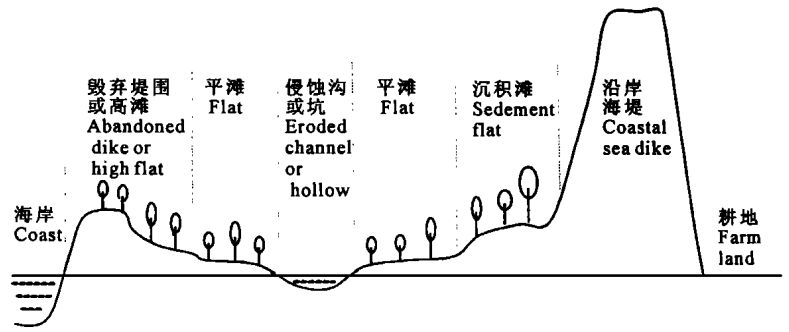 海岸
Coast
毁弃堤围
或高滩
Abandoned
dike or
high flat
平滩
Flat
侵蚀沟
或坑
Eroded
channel
or
hollow
平滩
Flat
沉积滩
Sedement
flat
沿岸
海堤
Coastal
sea dike
耕地
Farm
land